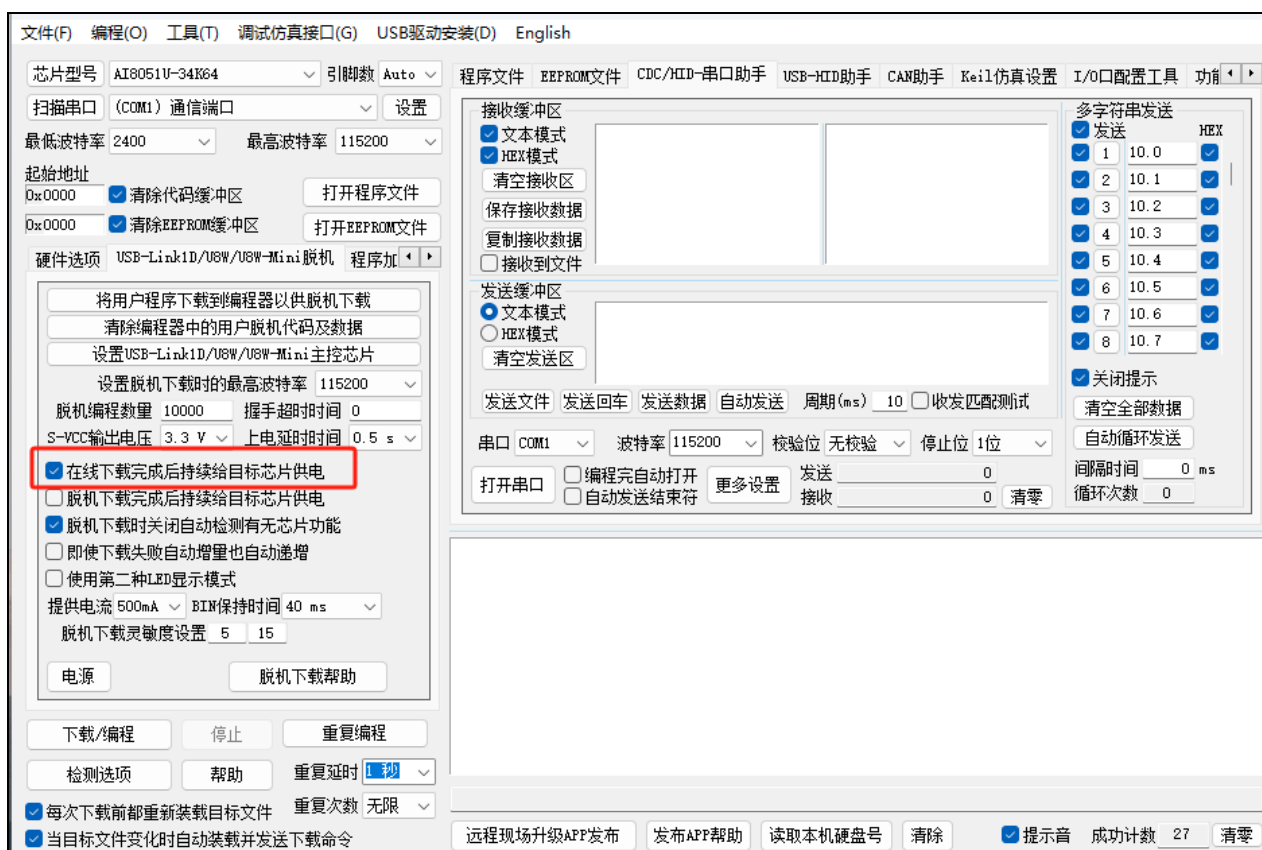 文件(F) 编程(O) 工具(T) 调试仿真接口(G) USB驱动安装(D) English
芯片型号 AI8051U-34K64 引脚数 Auto
扫描串口 (COM1) 通信端口 设置
最低波特率 2400 最高波特率 115200
起始地址
0x0000 清除代码缓冲区 打开程序文件
0x0000 清除EEPROM缓冲区 打开EEPROM文件
硬件选项 USB-Link1D/U8W/U8W-Mini脱机 程序加
将用户程序下载到编程器以供脱机下载
清除编程器中的用户脱机代码及数据
设置USB-Link1D/U8W/U8W-Mini主控芯片
设置脱机下载时的最高波特率 115200
脱机编程数量 10000 握手超时时间 0
S-VCC输出电压 3.3 V 上电延时时间 0.5 s
在线下载完成后持续给目标芯片供电
脱机下载完成后持续给目标芯片供电
脱机下载时关闭自动检测有无芯片功能
即使下载失败自动增量也自动递增
使用第二种LED显示模式
提供电流 500mA BIN保持时间 40 ms
脱机下载灵敏度设置 5 15
电源 脱机下载帮助
下载/编程 停止 重复编程
检测选项 帮助 重复延时 1 秒
每次下载前都重新装载目标文件 重复次数 无限
当目标文件变化时自动装载并发送下载命令
程序文件 EEPROM文件 CDC/HID-串口助手 USB-HID助手 CAN助手 Keil仿真设置 I/O口配置工具
接收缓冲区
文本模式
HEX模式
清空接收区
保存接收数据
复制接收数据
接收到文件
发送缓冲区
文本模式
HEX模式
清空发送区
发送文件 发送回车 发送数据 自动发送 周期(ms) 10 收发匹配测试
串口 COM1 波特率 115200 校验位 无校验 停止位 1位
打开串口 编程完自动打开 更多设置 发送 0
自动发送结束符 接收 0 清零
多字符串发送
发送 HEX
1 10.0
2 10.1
3 10.2
4 10.3
5 10.4
6 10.5
7 10.6
8 10.7
关闭提示
清空全部数据
自动循环发送
间隔时间 0 ms
循环次数 0
远程现场升级APP发布 发布APP帮助 读取本机硬盘号 清除 提示音 成功计数 27 清零